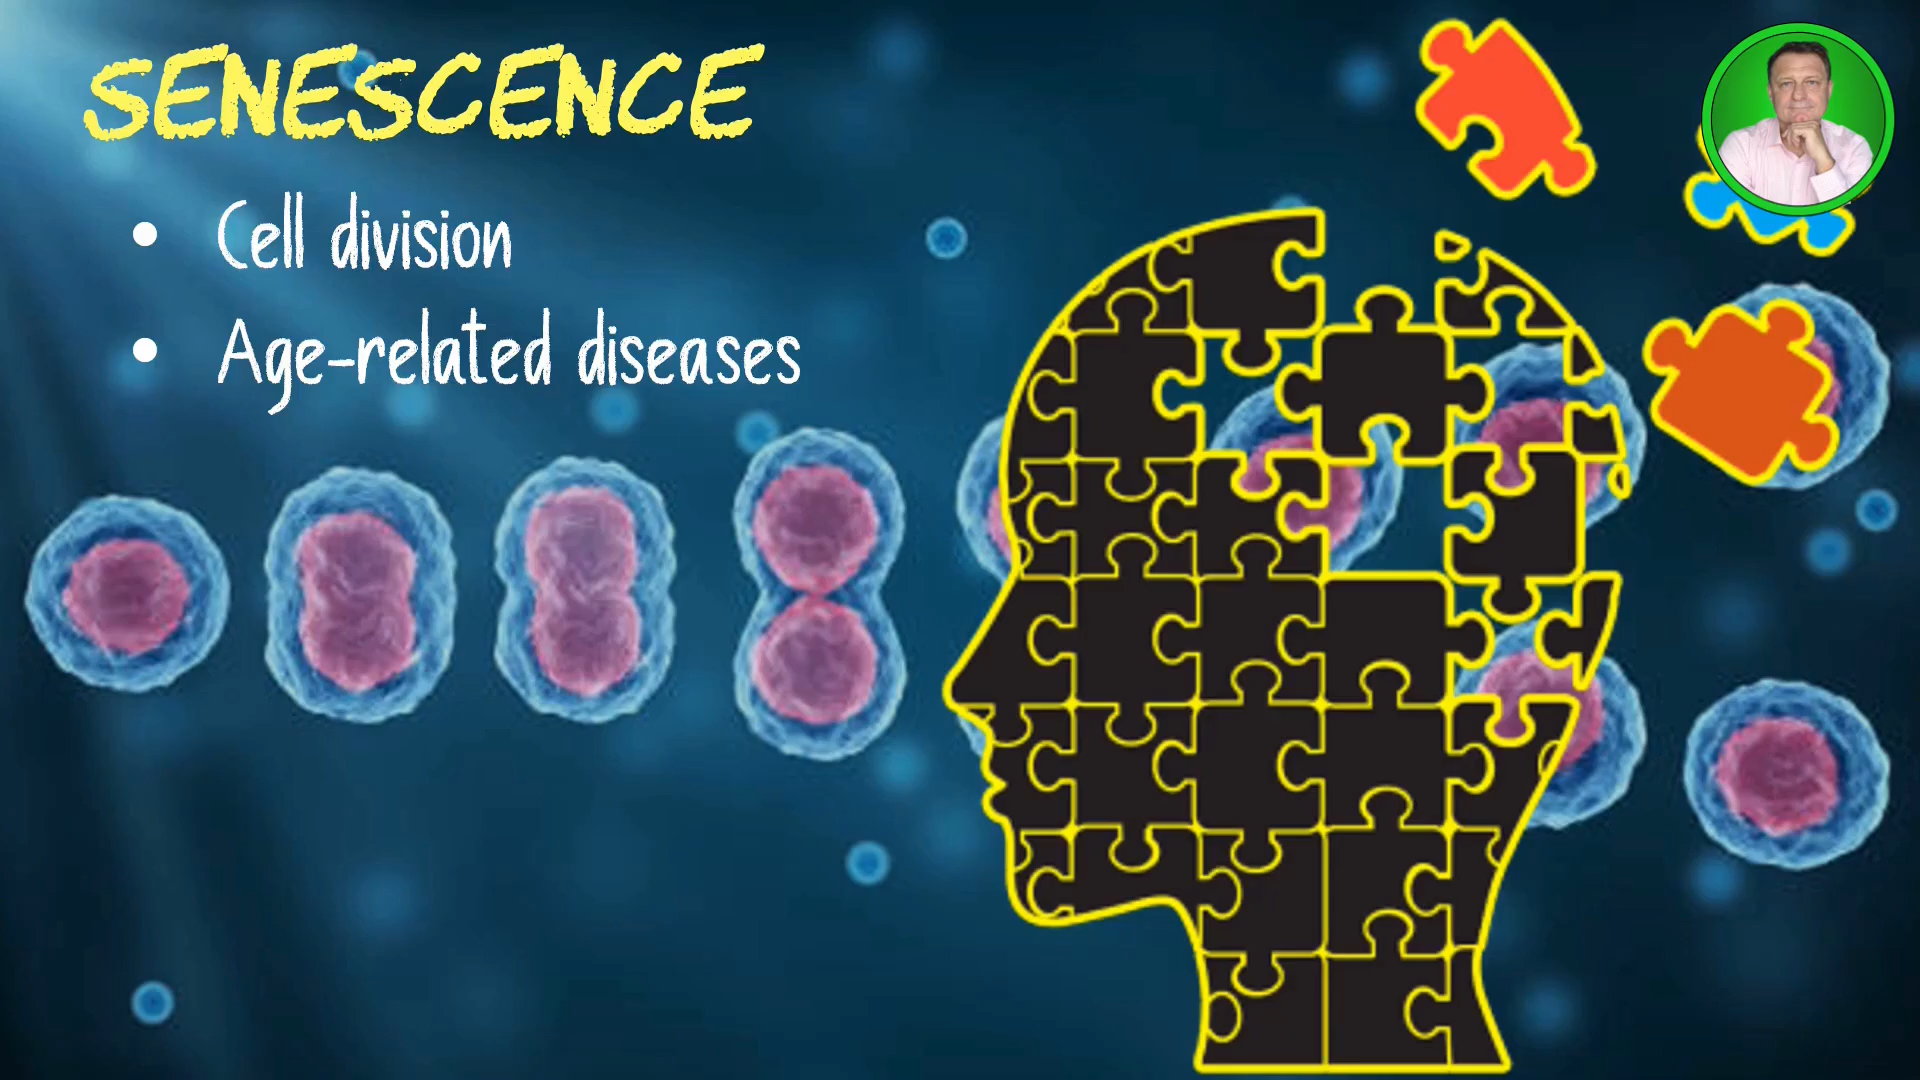 SENESCENCE
• Cell division
• Age-related diseases